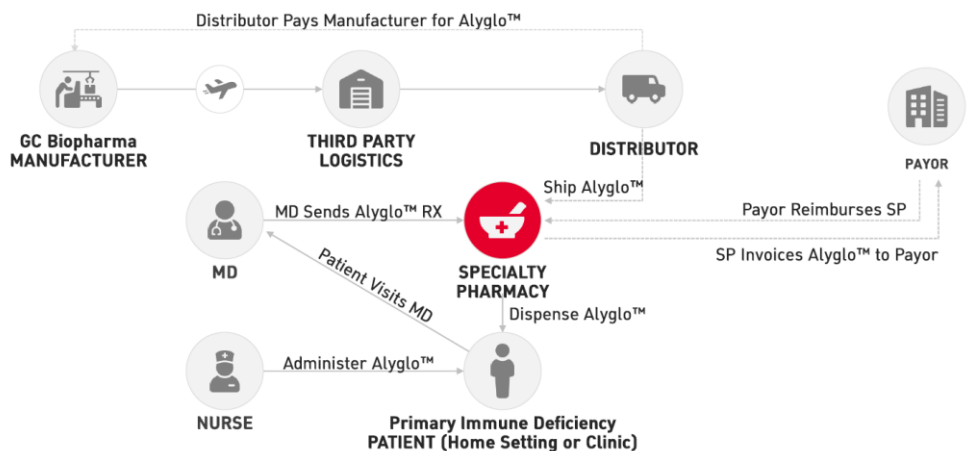 Distributor Pays Manufacturer for Alyglo™
GC Biopharma
MANUFACTURER
THIRD PARTY
LOGISTICS
DISTRIBUTOR
PAYOR
Ship Alyglo™
MD Sends Alyglo™ RX
Payor Reimburses SP
MD
SPECIALTY
PHARMACY
SP Invoices Alyglo™ to Payor
Patient Visits MD
Dispense Alyglo™
Administer Alyglo™
NURSE
Primary Immune Deficiency
PATIENT (Home Setting or Clinic)